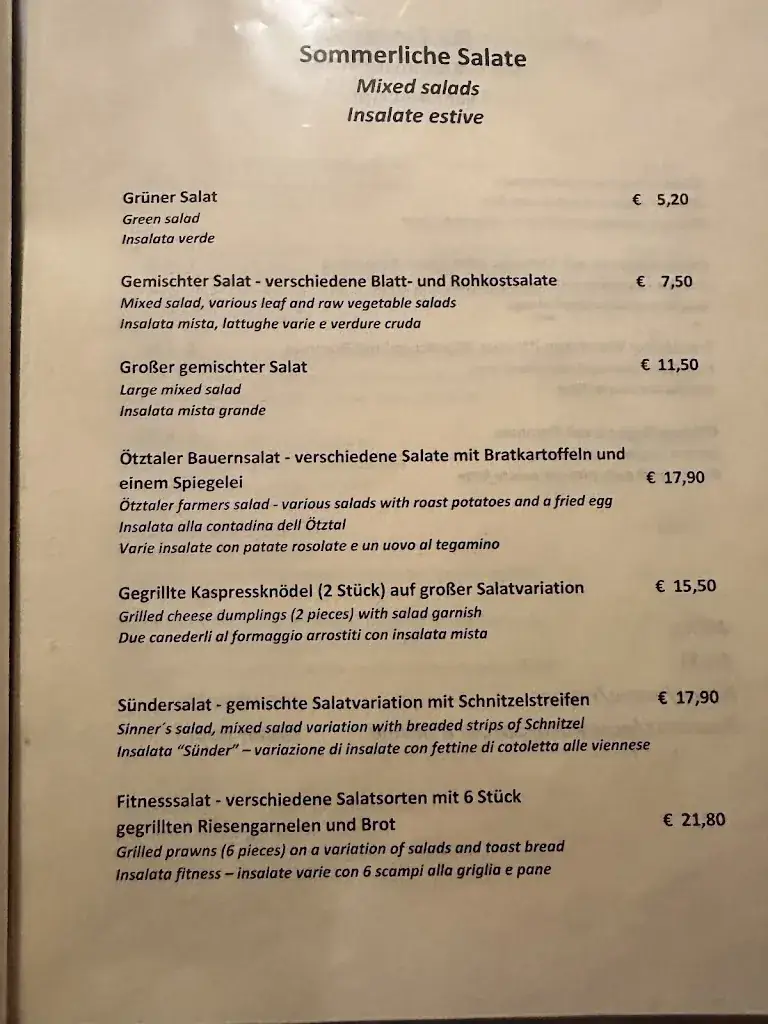 Sommerliche Salate
Mixed salads
Insalate estive
Grüner Salat € 5,20
Green salad
Insalata verde
Gemischter Salat - verschiedene Blatt- und Rohkostsalate € 7,50
Mixed salad, various leaf and raw vegetable salads
Insalata mista, lattughe varie e verdure cruda
Großer gemischter Salat € 11,50
Large mixed salad
Insalata mista grande
Ötztaler Bauernsalat - verschiedene Salate mit Bratkartoffeln und
einem Spiegelei € 17,90
Ötztaler farmers salad - various salads with roast potatoes and a fried egg
Insalata alla contadina dell Ötztal
Varie insalate con patate rosolate e un uovo al tegamino
Gegrillte Kaspressknödel (2 Stück) auf großer Salatvariation € 15,50
Grilled cheese dumplings (2 pieces) with salad garnish
Due canederli al formaggio arrostiti con insalata mista
Sündersalat - gemischte Salatvariation mit Schnitzelstreifen € 17,90
Sinner´s salad, mixed salad variation with breaded strips of Schnitzel
Insalata “Sünder” – variazione di insalate con fettine di cotoletta alle viennese
Fitnesssalat - verschiedene Salatsorten mit 6 Stück
gegrillten Riesengarnelen und Brot € 21,80
Grilled prawns (6 pieces) on a variation of salads and toast bread
Insalata fitness – insalate varie con 6 scampi alla griglia e pane